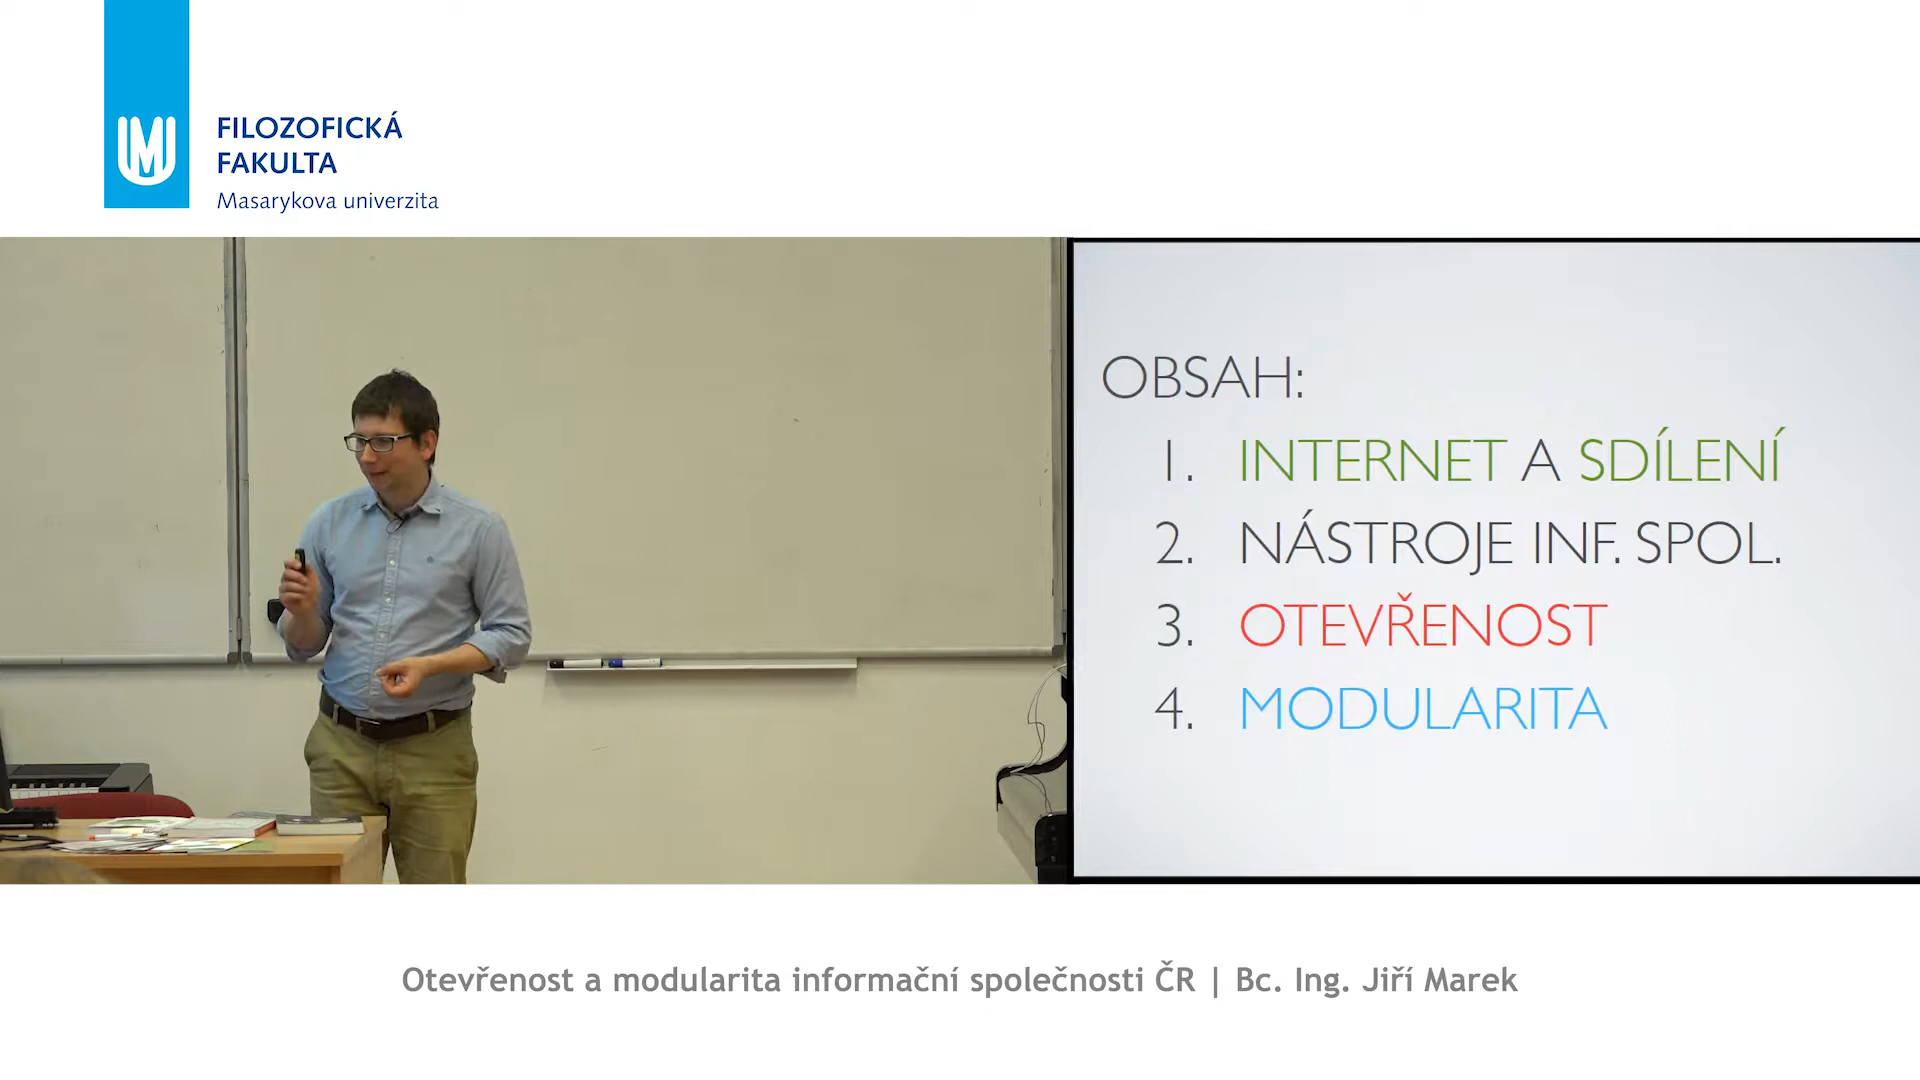 FILOZOFICKÁ
FAKULTA
Masarykova univerzita
OBSAH:
1. INTERNET A SDÍLENÍ
2. NÁSTROJE INF. SPOL.
3. OTEVŘENOST
4. MODULARITA
Otevřenost a modularita informační společnosti ČR | Bc. Ing. Jiří Marek